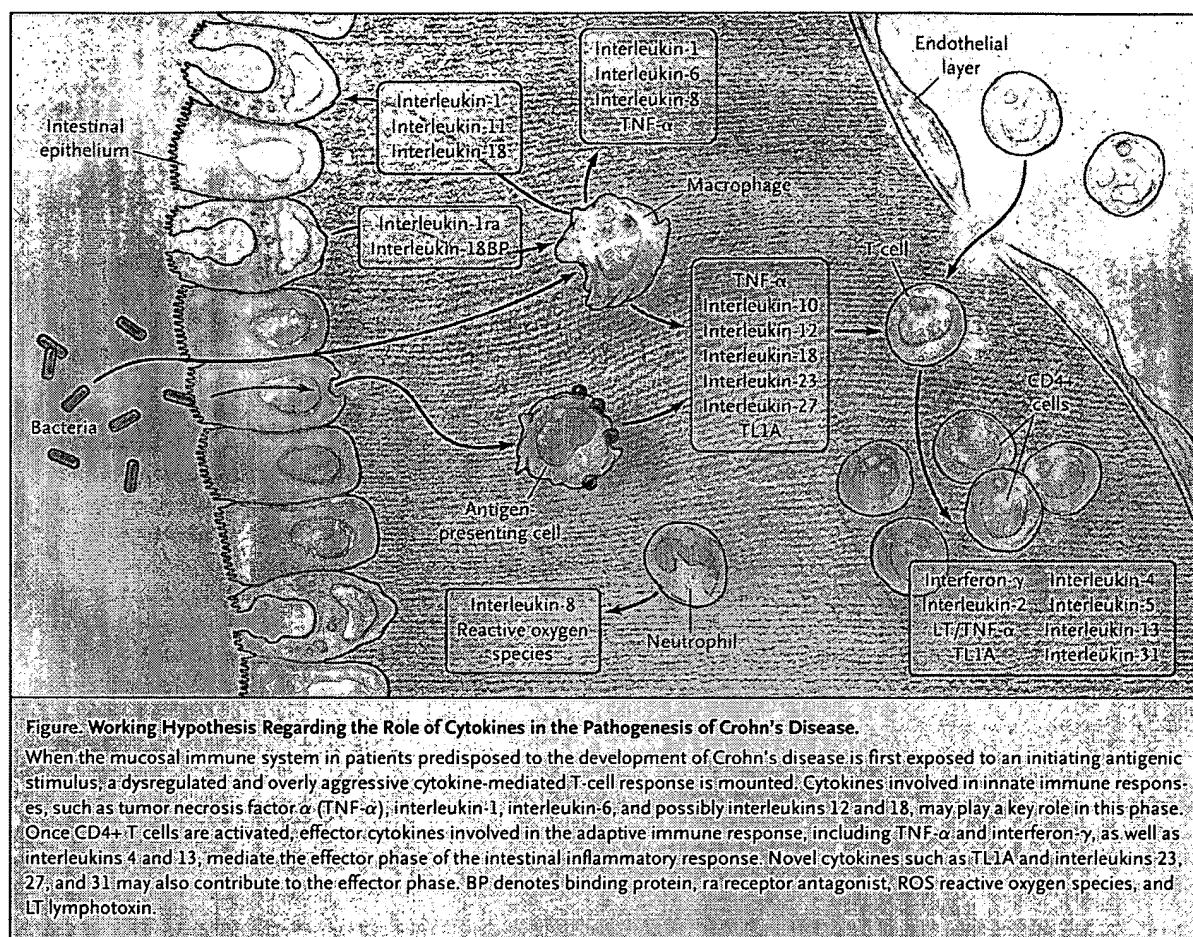 Interleukin-1
Interleukin-6
Interleukin-8
TNF-α
Endothelial
layer
Interleukin-1
Interleukin-11
Interleukin-18
Intestinal
epithelium
Macrophage
Interleukin-1ra
Interleukin-18BP
T cell
TNF-α
Interleukin-10
Interleukin-12
Interleukin-18
Interleukin-23
Interleukin-27
TL1A
CD4+
cells
Bacteria
Antigen-
presenting cell
Interleukin-8
Reactive oxygen
species
Neutrophil
Interferon-γ Interleukin-4
Interleukin-2 Interleukin-5
LT/TNF-α Interleukin-13
TL1A Interleukin-31
Figure. Working Hypothesis Regarding the Role of Cytokines in the Pathogenesis of Crohn's Disease.
When the mucosal immune system in patients predisposed to the development of Crohn's disease is first exposed to an initiating antigenic
stimulus, a dysregulated and overly aggressive cytokine-mediated T-cell response is mounted. Cytokines involved in innate immune respons-
es, such as tumor necrosis factor α (TNF-α), interleukin-1, interleukin-6, and possibly interleukins 12 and 18, may play a key role in this phase.
Once CD4+ T cells are activated, effector cytokines involved in the adaptive immune response, including TNF-α and interferon-γ, as well as
interleukins 4 and 13, mediate the effector phase of the intestinal inflammatory response. Novel cytokines such as TL1A and interleukins 23,
27, and 31 may also contribute to the effector phase. BP denotes binding protein, ra receptor antagonist, ROS reactive oxygen species, and
LT lymphotoxin.